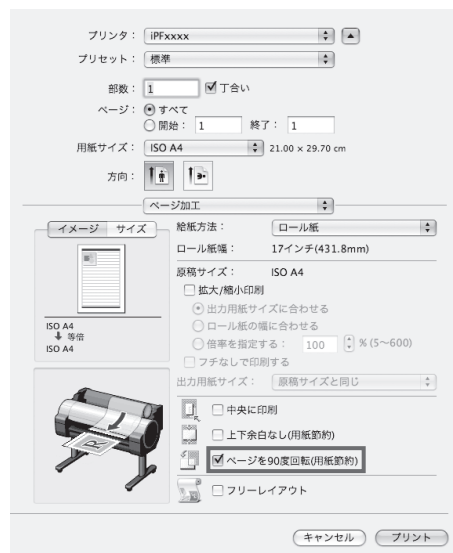 プリンタ： iPFxxxx
プリセット： 標準
部数： 1 丁合い
ページ： すべて
開始： 1 終了： 1
用紙サイズ： ISO A4 21.00 x 29.70 cm
方向：
ページ加工
イメージ サイズ
給紙方法： ロール紙
ロール紙幅： 17インチ(431.8mm)
原稿サイズ： ISO A4
拡大/縮小印刷
出力用紙サイズに合わせる
ロール紙の幅に合わせる
倍率を指定する： 100 % (5～600)
フチなしで印刷する
出力用紙サイズ： 原稿サイズと同じ
ISO A4
等倍
ISO A4
中央に印刷
上下余白なし(用紙節約)
ページを90度回転(用紙節約)
フリーレイアウト
キャンセル プリント